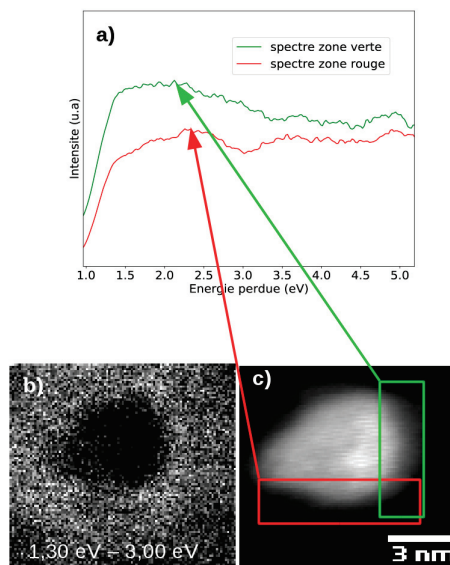 a)
spectre zone verte
spectre zone rouge
Intensite (u.a)
1.0 1.5 2.0 2.5 3.0 3.5 4.0 4.5 5.0
Energie perdue (eV)
b)
1,30 eV – 3,00 eV
c)
3 nm